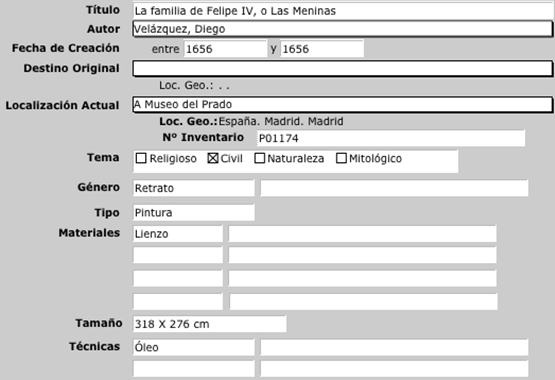 Título La familia de Felipe IV, o Las Meninas
Autor Velázquez, Diego
Fecha de Creación entre 1656 y 1656
Destino Original
Loc. Geo.: . .
Localización Actual A Museo del Prado
Loc. Geo.:España. Madrid. Madrid
Nº Inventario P01174
Tema Religioso Civil Naturaleza Mitológico
Género Retrato
Tipo Pintura
Materiales Lienzo
Tamaño 318 X 276 cm
Técnicas Óleo